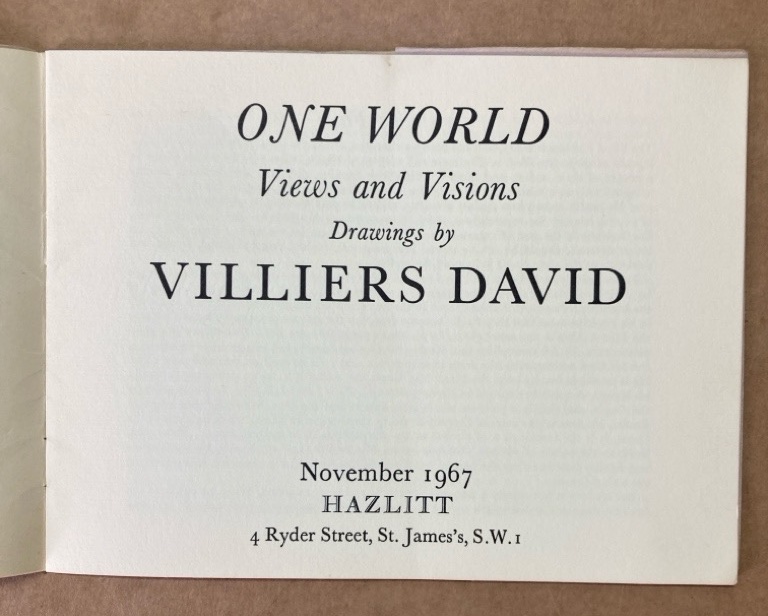 ONE WORLD
Views and Visions
Drawings by
VILLIERS DAVID
November 1967
HAZLITT
4 Ryder Street, St. James's, S.W.1